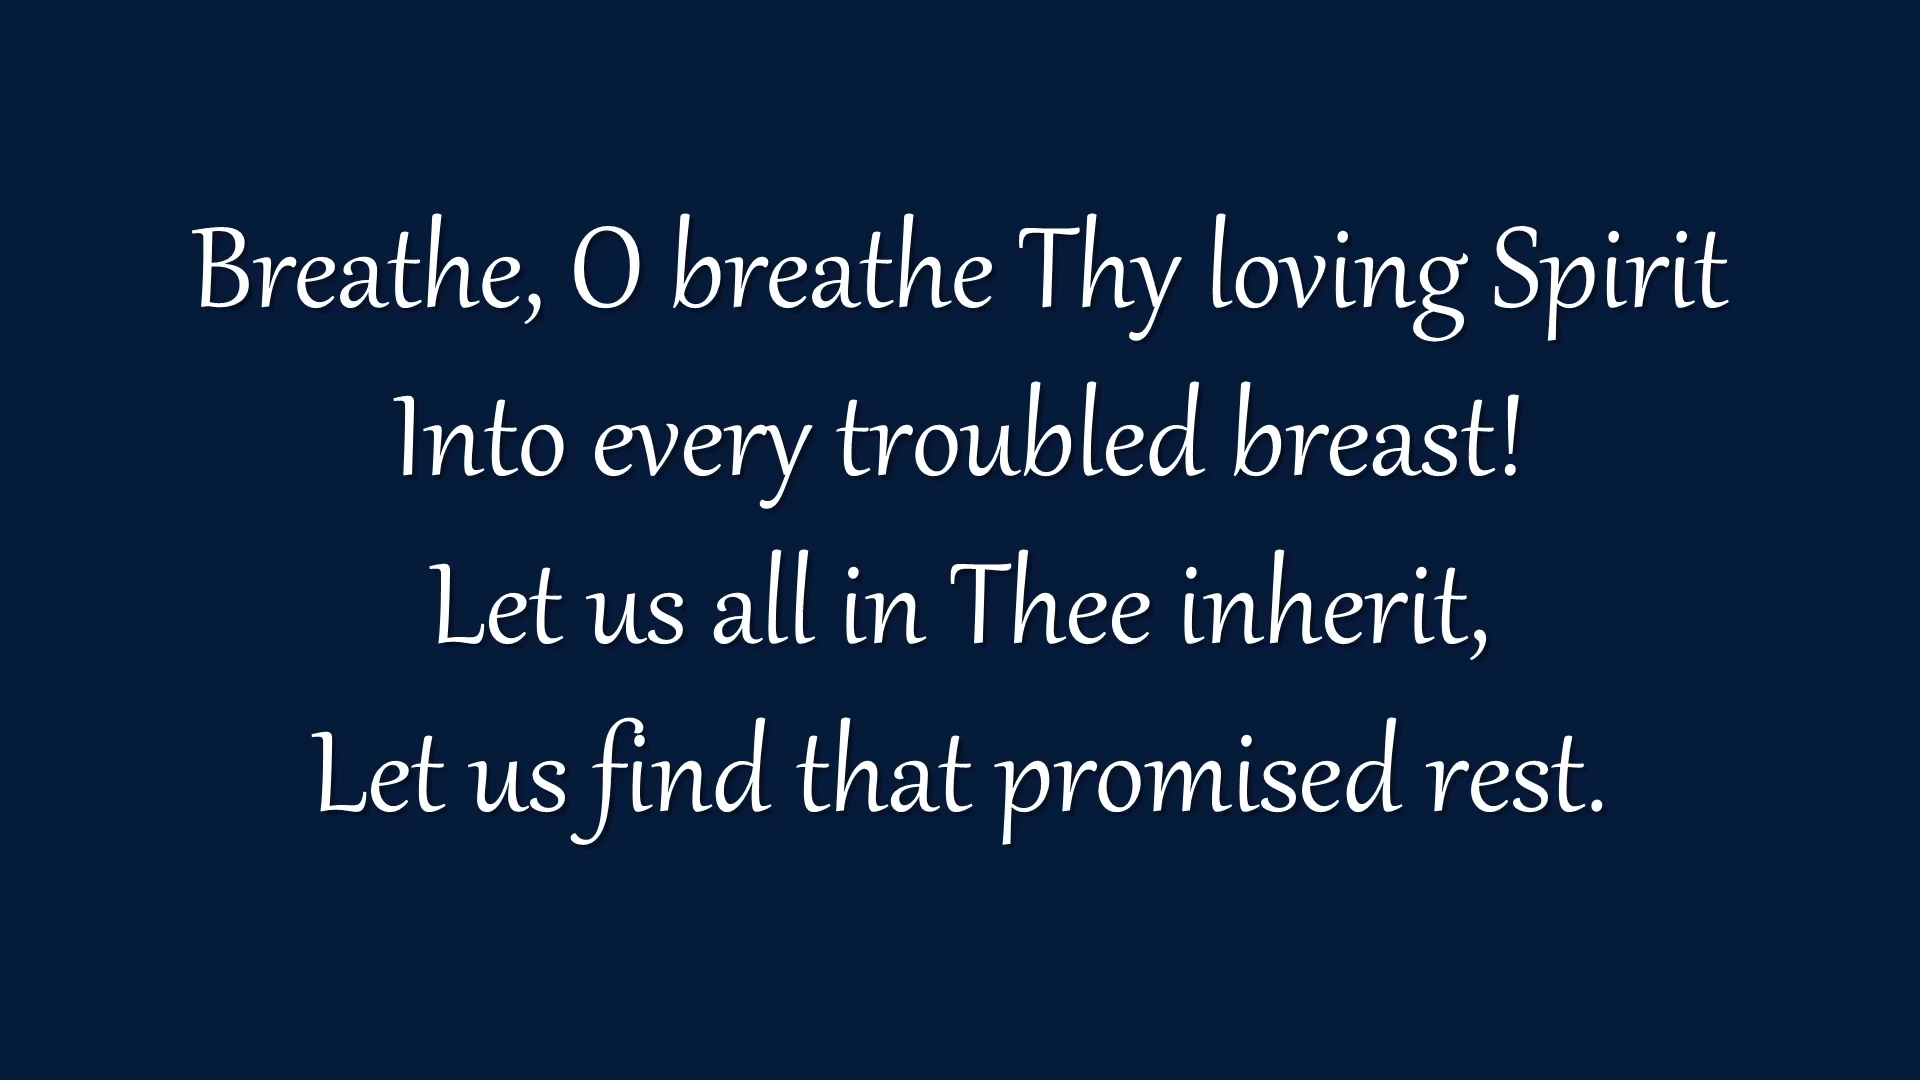 Breathe, O breathe Thy loving Spirit
Into every troubled breast!
Let us all in Thee inherit,
Let us find that promised rest.